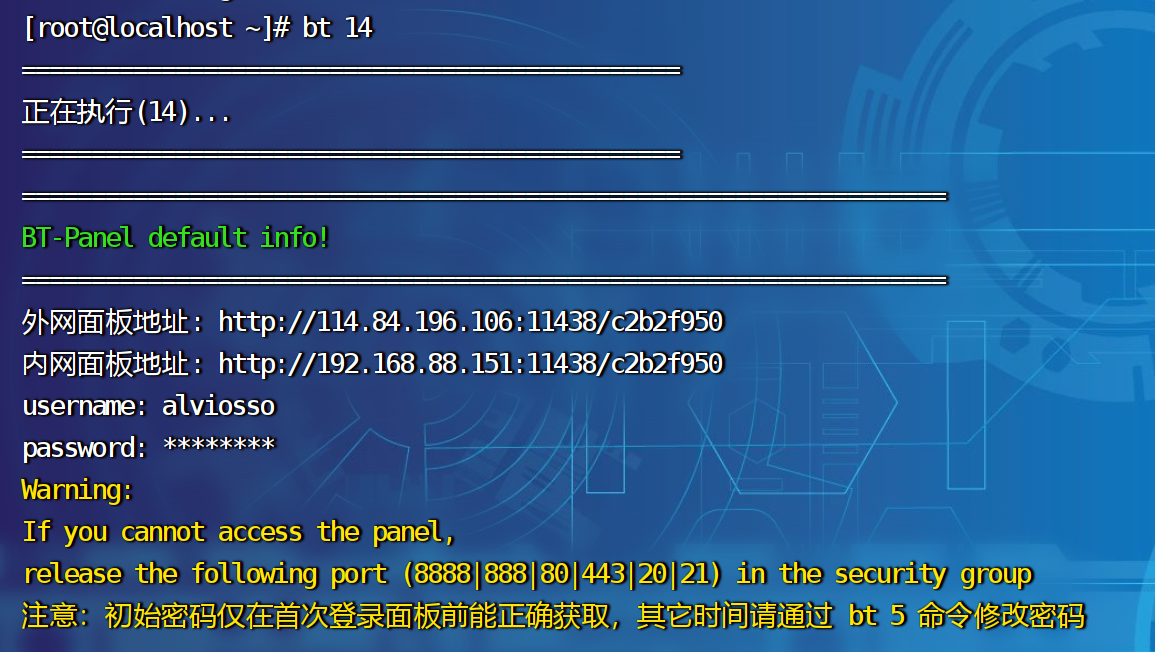 [root@localhost ~]# bt 14
===============================================
正在执行(14)...
===============================================
==================================================================
BT-Panel default info!
==================================================================
外网面板地址: http://114.84.196.106:11438/c2b2f950
内网面板地址: http://192.168.88.151:11438/c2b2f950
username: alviosso
password: ********
Warning:
If you cannot access the panel,
release the following port (8888|888|80|443|20|21) in the security group
注意：初始密码仅在首次登录面板前能正确获取，其它时间请通过 bt 5 命令修改密码